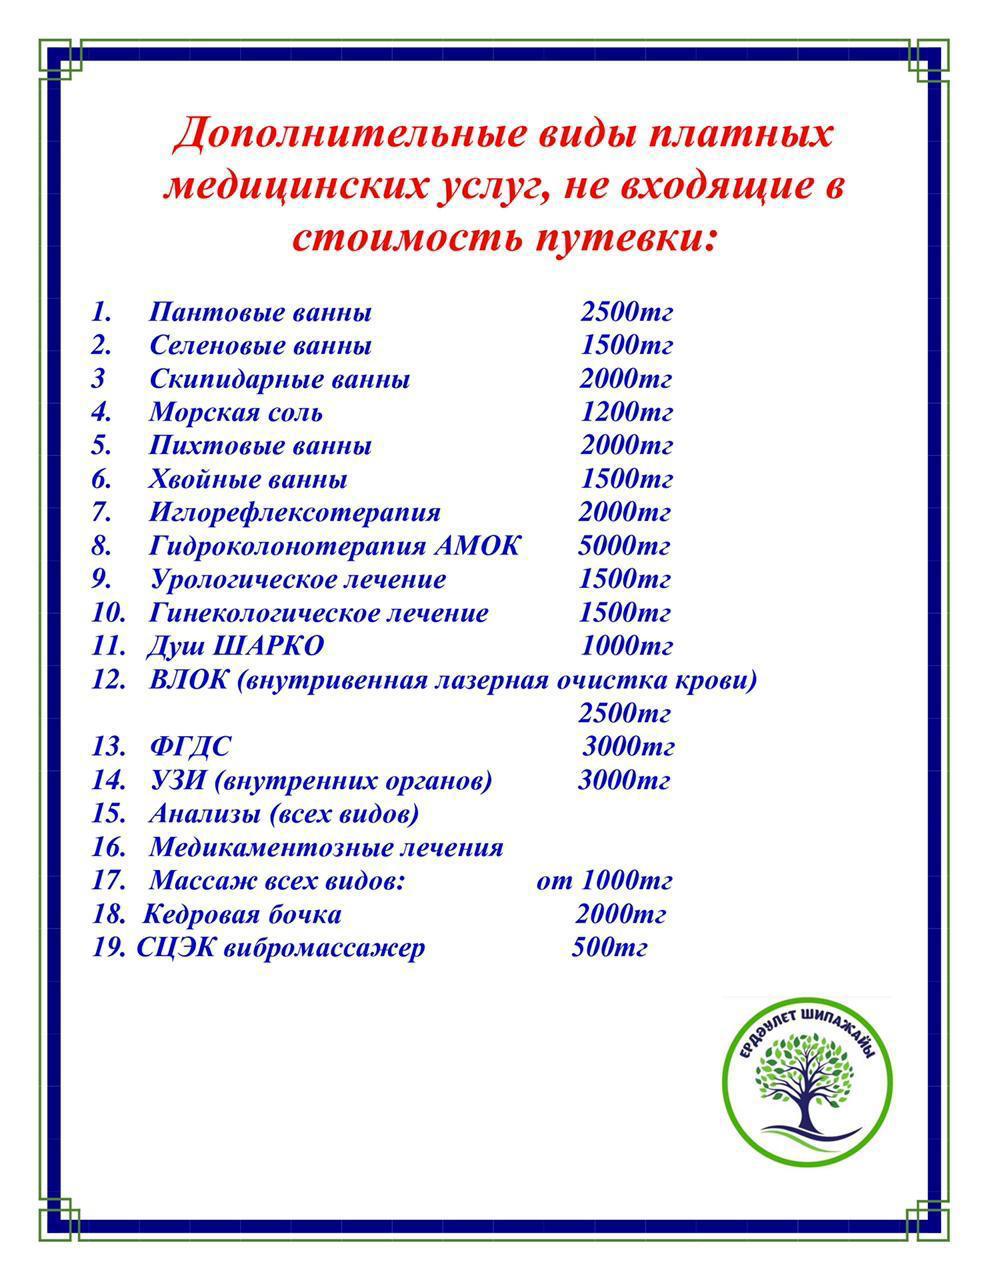 Дополнительные виды платных
медицинских услуг, не входящие в
стоимость путевки:
1. Пантовые ванны 2500тг
2. Селеновые ванны 1500тг
3 Скипидарные ванны 2000тг
4. Морская соль 1200тг
5. Пихтовые ванны 2000тг
6. Хвойные ванны 1500тг
7. Иглорефлексотерапия 2000тг
8. Гидроколонотерапия АМОК 5000тг
9. Урологическое лечение 1500тг
10. Гинекологическое лечение 1500тг
11. Душ ШАРКО 1000тг
12. ВЛОК (внутривенная лазерная очистка крови)
2500тг
13. ФГДС 3000тг
14. УЗИ (внутренних органов) 3000тг
15. Анализы (всех видов)
16. Медикаментозные лечения
17. Массаж всех видов: от 1000тг
18. Кедровая бочка 2000тг
19. СЦЭК вибромассажер 500тг
ЕРДӘУЛЕТ ШИПАЖАЙЫ